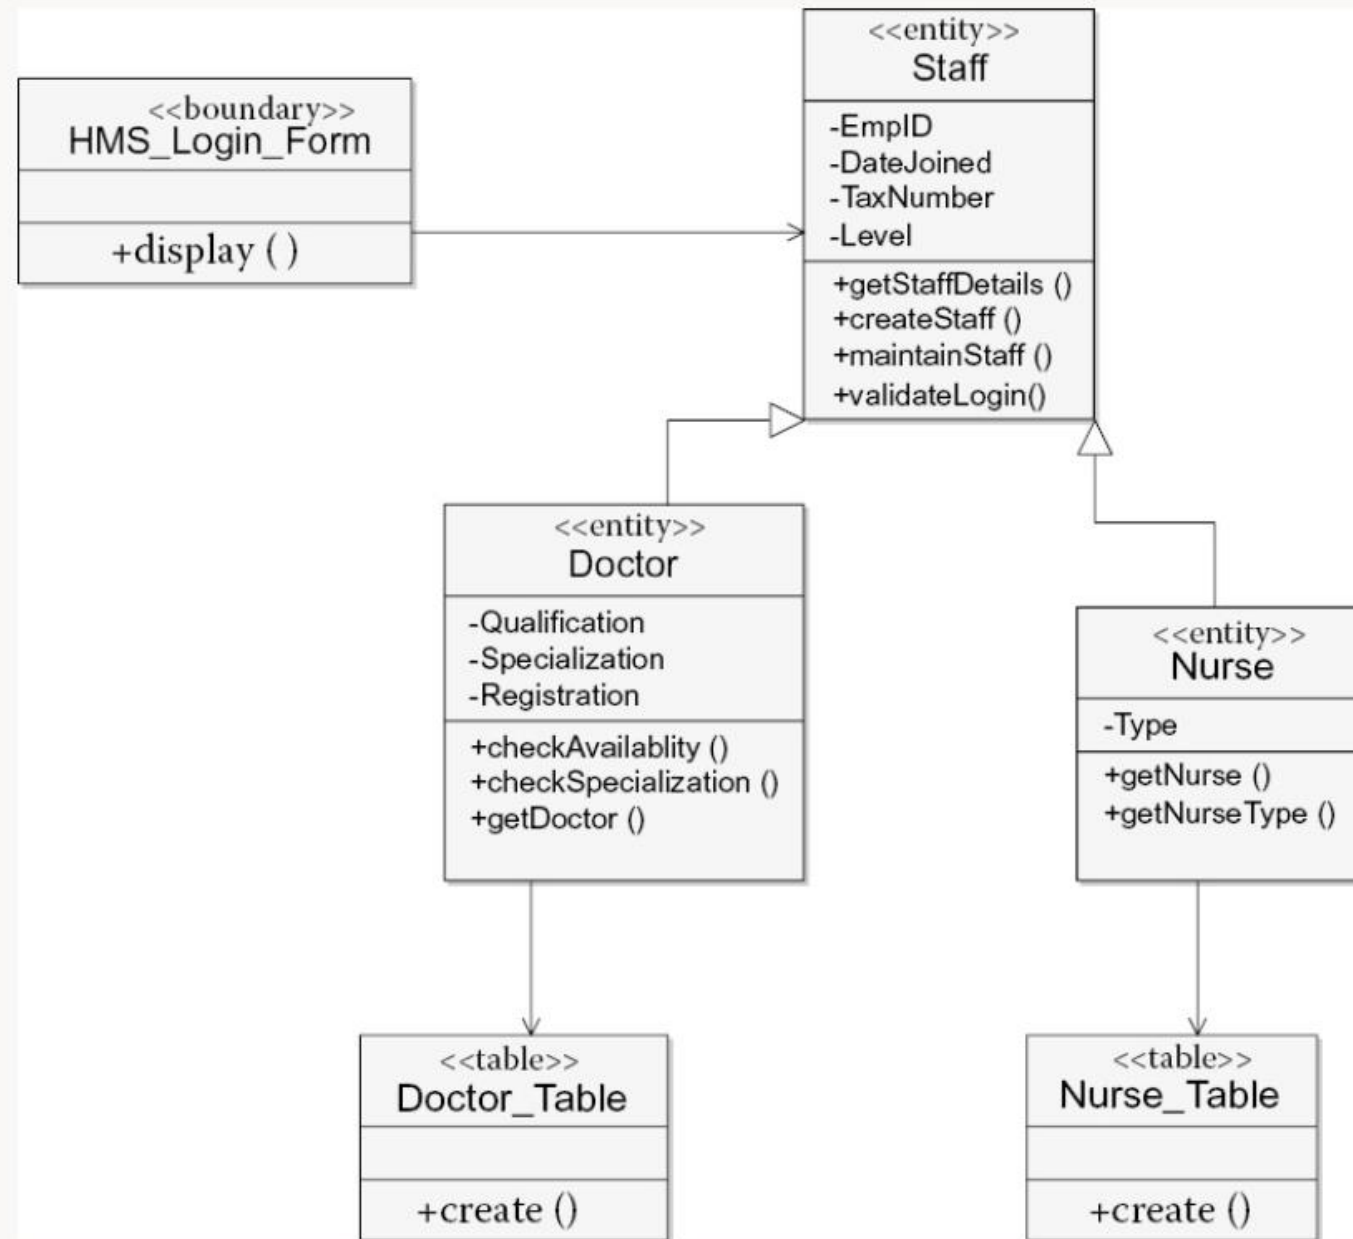 <<entity>>
Staff
-EmpID
-DateJoined
-TaxNumber
-Level
+getStaffDetails ()
+createStaff ()
+maintainStaff ()
+validateLogin()
<<boundary>>
HMS_Login_Form
+display ( )
<<entity>>
Doctor
-Qualification
-Specialization
-Registration
+checkAvailablity ()
+checkSpecialization ()
+getDoctor ()
<<entity>>
Nurse
-Type
+getNurse ()
+getNurseType ()
<<table>>
Doctor_Table
+create ()
<<table>>
Nurse_Table
+create ()